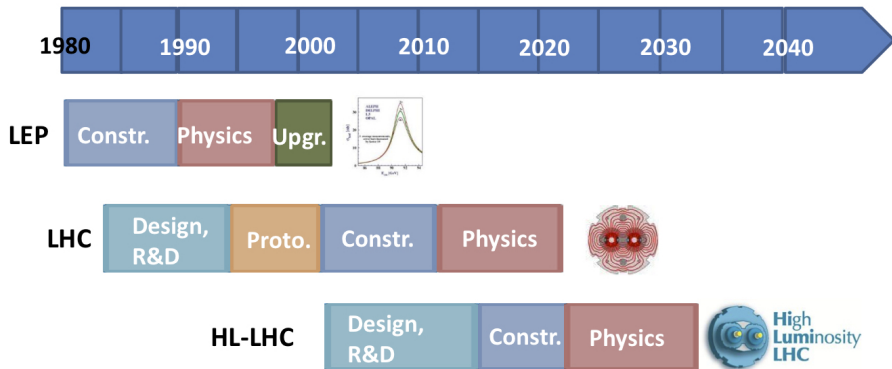 1980 1990 2000 2010 2020 2030 2040
LEP Constr. Physics Upgr.
LHC Design,
R&D Proto. Constr. Physics
HL-LHC Design,
R&D Constr. Physics
High
Luminosity
LHC